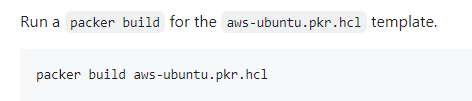 Run a packer build for the aws-ubuntu.pkr.hcl template.
packer build aws-ubuntu.pkr.hcl